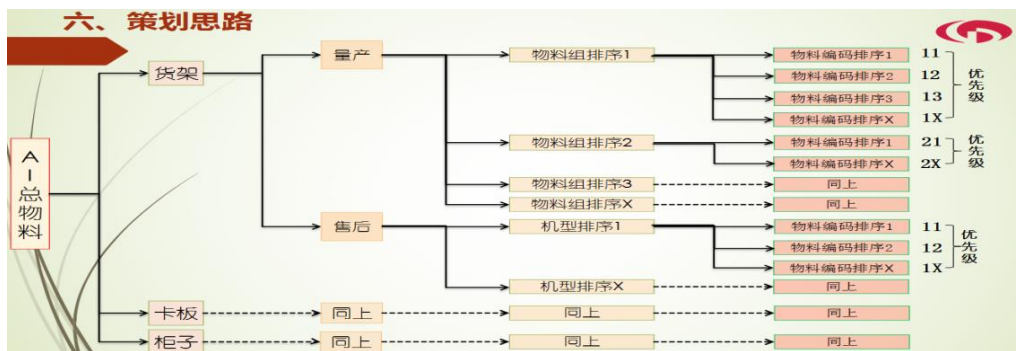 六、策划思路
量产
物料组排序1
物料编码排序1
11
货架
物料编码排序2
12
物料编码排序3
13
物料编码排序X
1X
优先级
AI总物料
物料组排序2
物料编码排序1
21
物料编码排序X
2X
优先级
物料组排序3
同上
物料组排序X
同上
售后
机型排序1
物料编码排序1
11
物料编码排序2
12
物料编码排序X
1X
优先级
机型排序X
同上
卡板
同上
同上
同上
柜子
同上
同上
同上